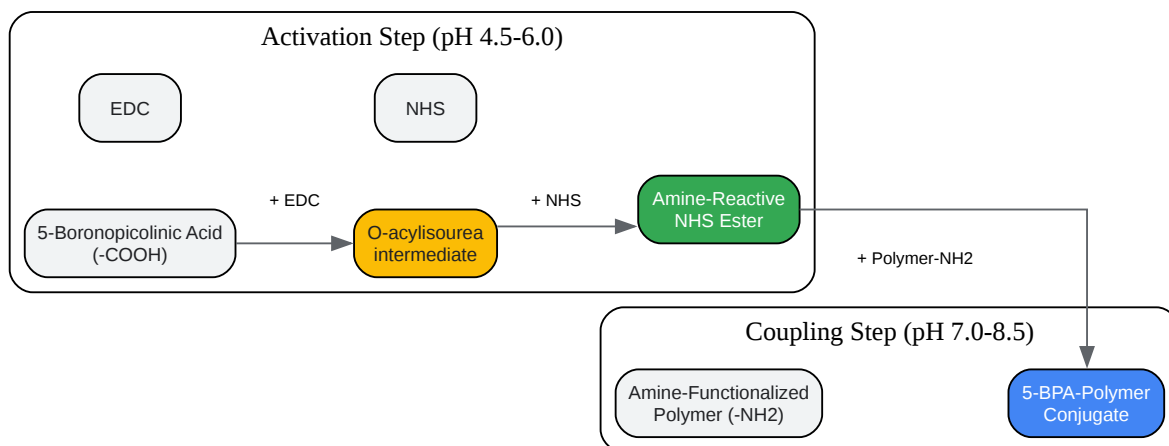 Activation Step (pH 4.5-6.0)
EDC
NHS
+ EDC
+ NHS
5-Boronopicolinic Acid
(-COOH)
O-acylisourea
intermediate
Amine-Reactive
NHS Ester
+ Polymer-NH2
Coupling Step (pH 7.0-8.5)
Amine-Functionalized
Polymer (-NH2)
5-BPA-Polymer
Conjugate